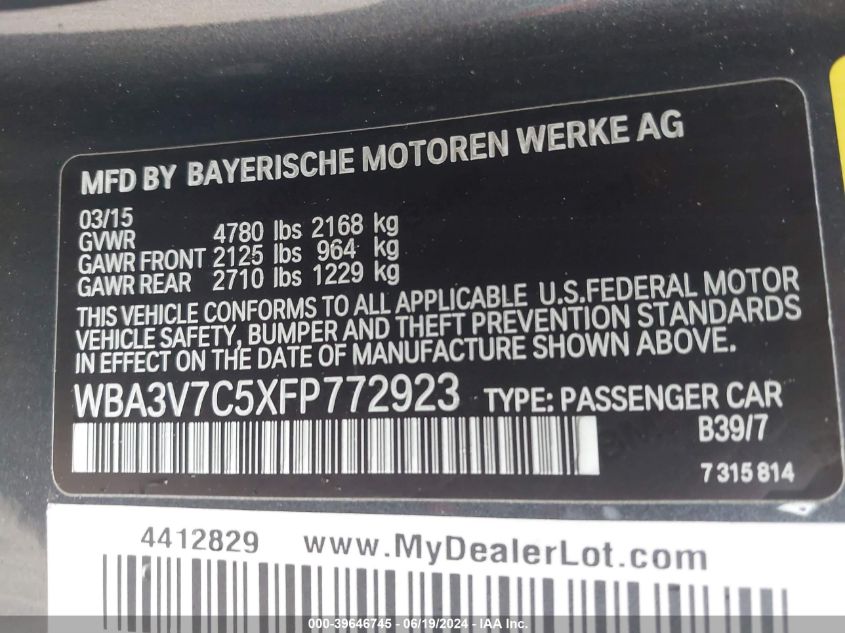 MFD BY BAYERISCHE MOTOREN WERKE AG
03/15
GVWR 4780 lbs 2168 kg
GAWR FRONT 2125 lbs 964 kg
GAWR REAR 2710 lbs 1229 kg
THIS VEHICLE CONFORMS TO ALL APPLICABLE U.S.FEDERAL MOTOR
VEHICLE SAFETY, BUMPER AND THEFT PREVENTION STANDARDS
IN EFFECT ON THE DATE OF MANUFACTURE SHOWN ABOVE.
WBA3V7C5XFP772923 TYPE: PASSENGER CAR
B39/7
7 315 814
4412829 www.MyDealerLot.com
000-39646745 - 06/19/2024 - IAA Inc.